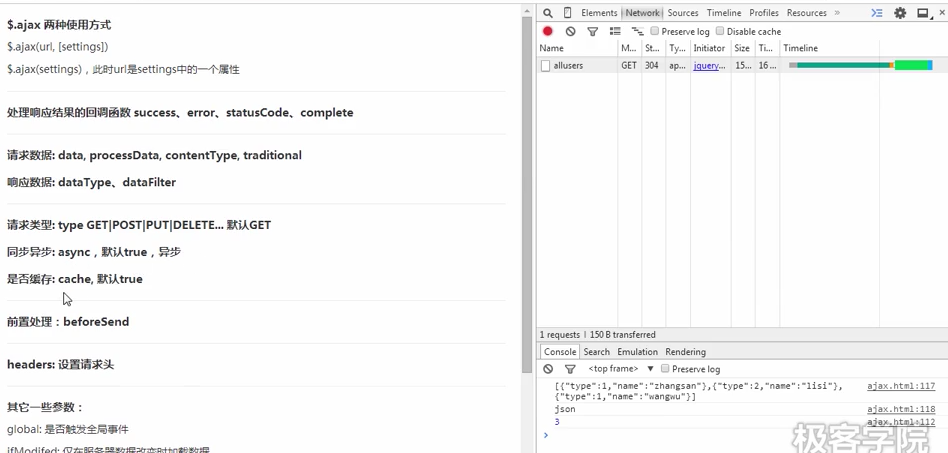 $.ajax 两种使用方式
$.ajax(url, [settings])
$.ajax(settings)，此时url是settings中的一个属性
处理响应结果的回调函数 success、error、statusCode、complete
请求数据: data, processData, contentType, traditional
响应数据: dataType、dataFilter
请求类型: type GET|POST|PUT|DELETE... 默认GET
同步异步: async，默认true，异步
是否缓存: cache, 默认true
前置处理：beforeSend
headers: 设置请求头
其它一些参数：
global: 是否触发全局事件
ifModifed: 仅在服务器数据改变时加载数据
Elements Network Sources Timeline Profiles Resources »
Preserve log Disable cache
Name M... St... Ty... Initiator Size Ti... Timeline
allusers GET 304 ap... jquery... 15... 16 ...
1 requests | 150 B transferred
Console Search Emulation Rendering
<top frame> ▼ Preserve log
[{"type":1,"name":"zhangsan"},{"type":2,"name":"lisi"}, ajax.html:117
{"type":1,"name":"wangwu"}]
json ajax.html:118
3 ajax.html:112
极客学院